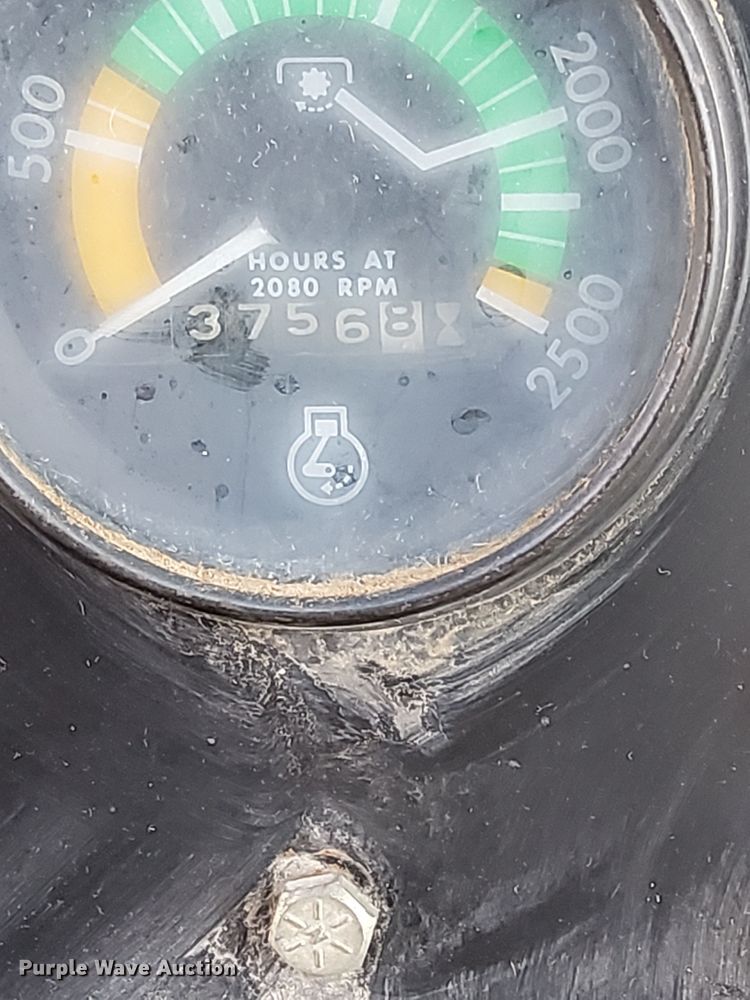 500
2000
HOURS AT
2080 RPM
37568
2500
Purple Wave Auction